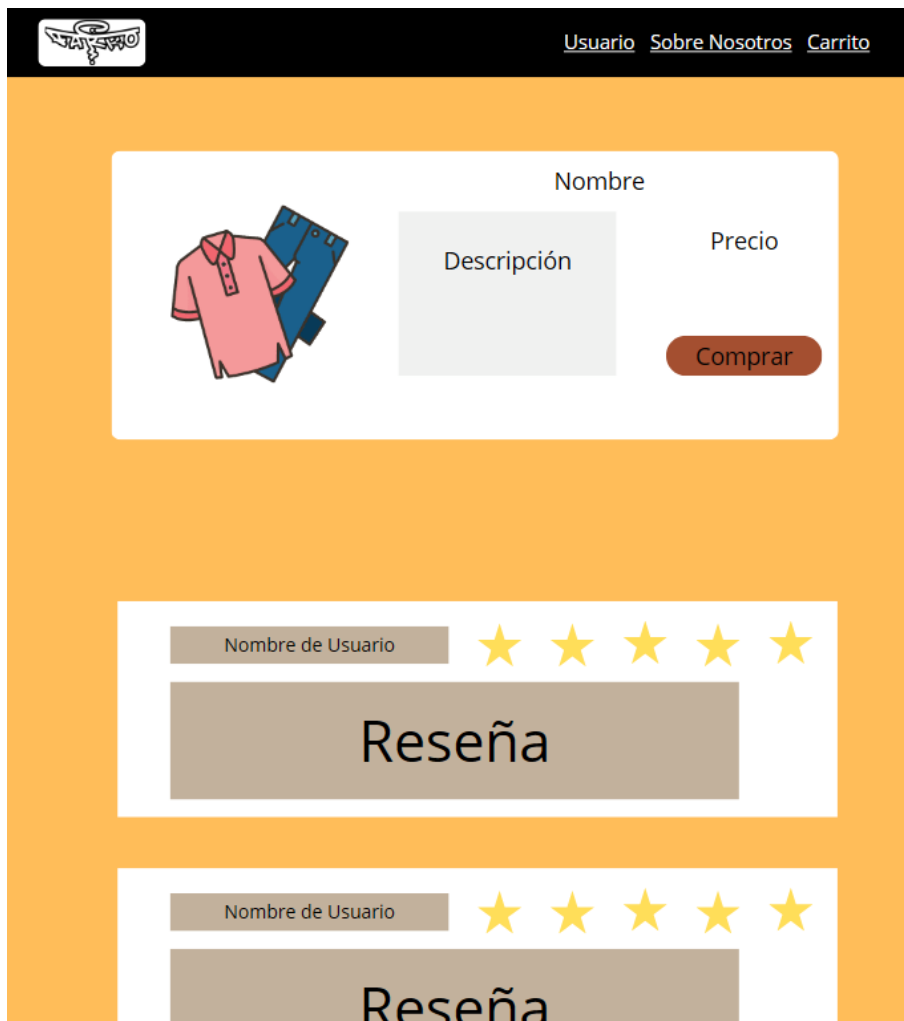 Usuario Sobre Nosotros Carrito
Nombre
Descripción
Precio
Comprar
Nombre de Usuario
Reseña
Nombre de Usuario
Reseña